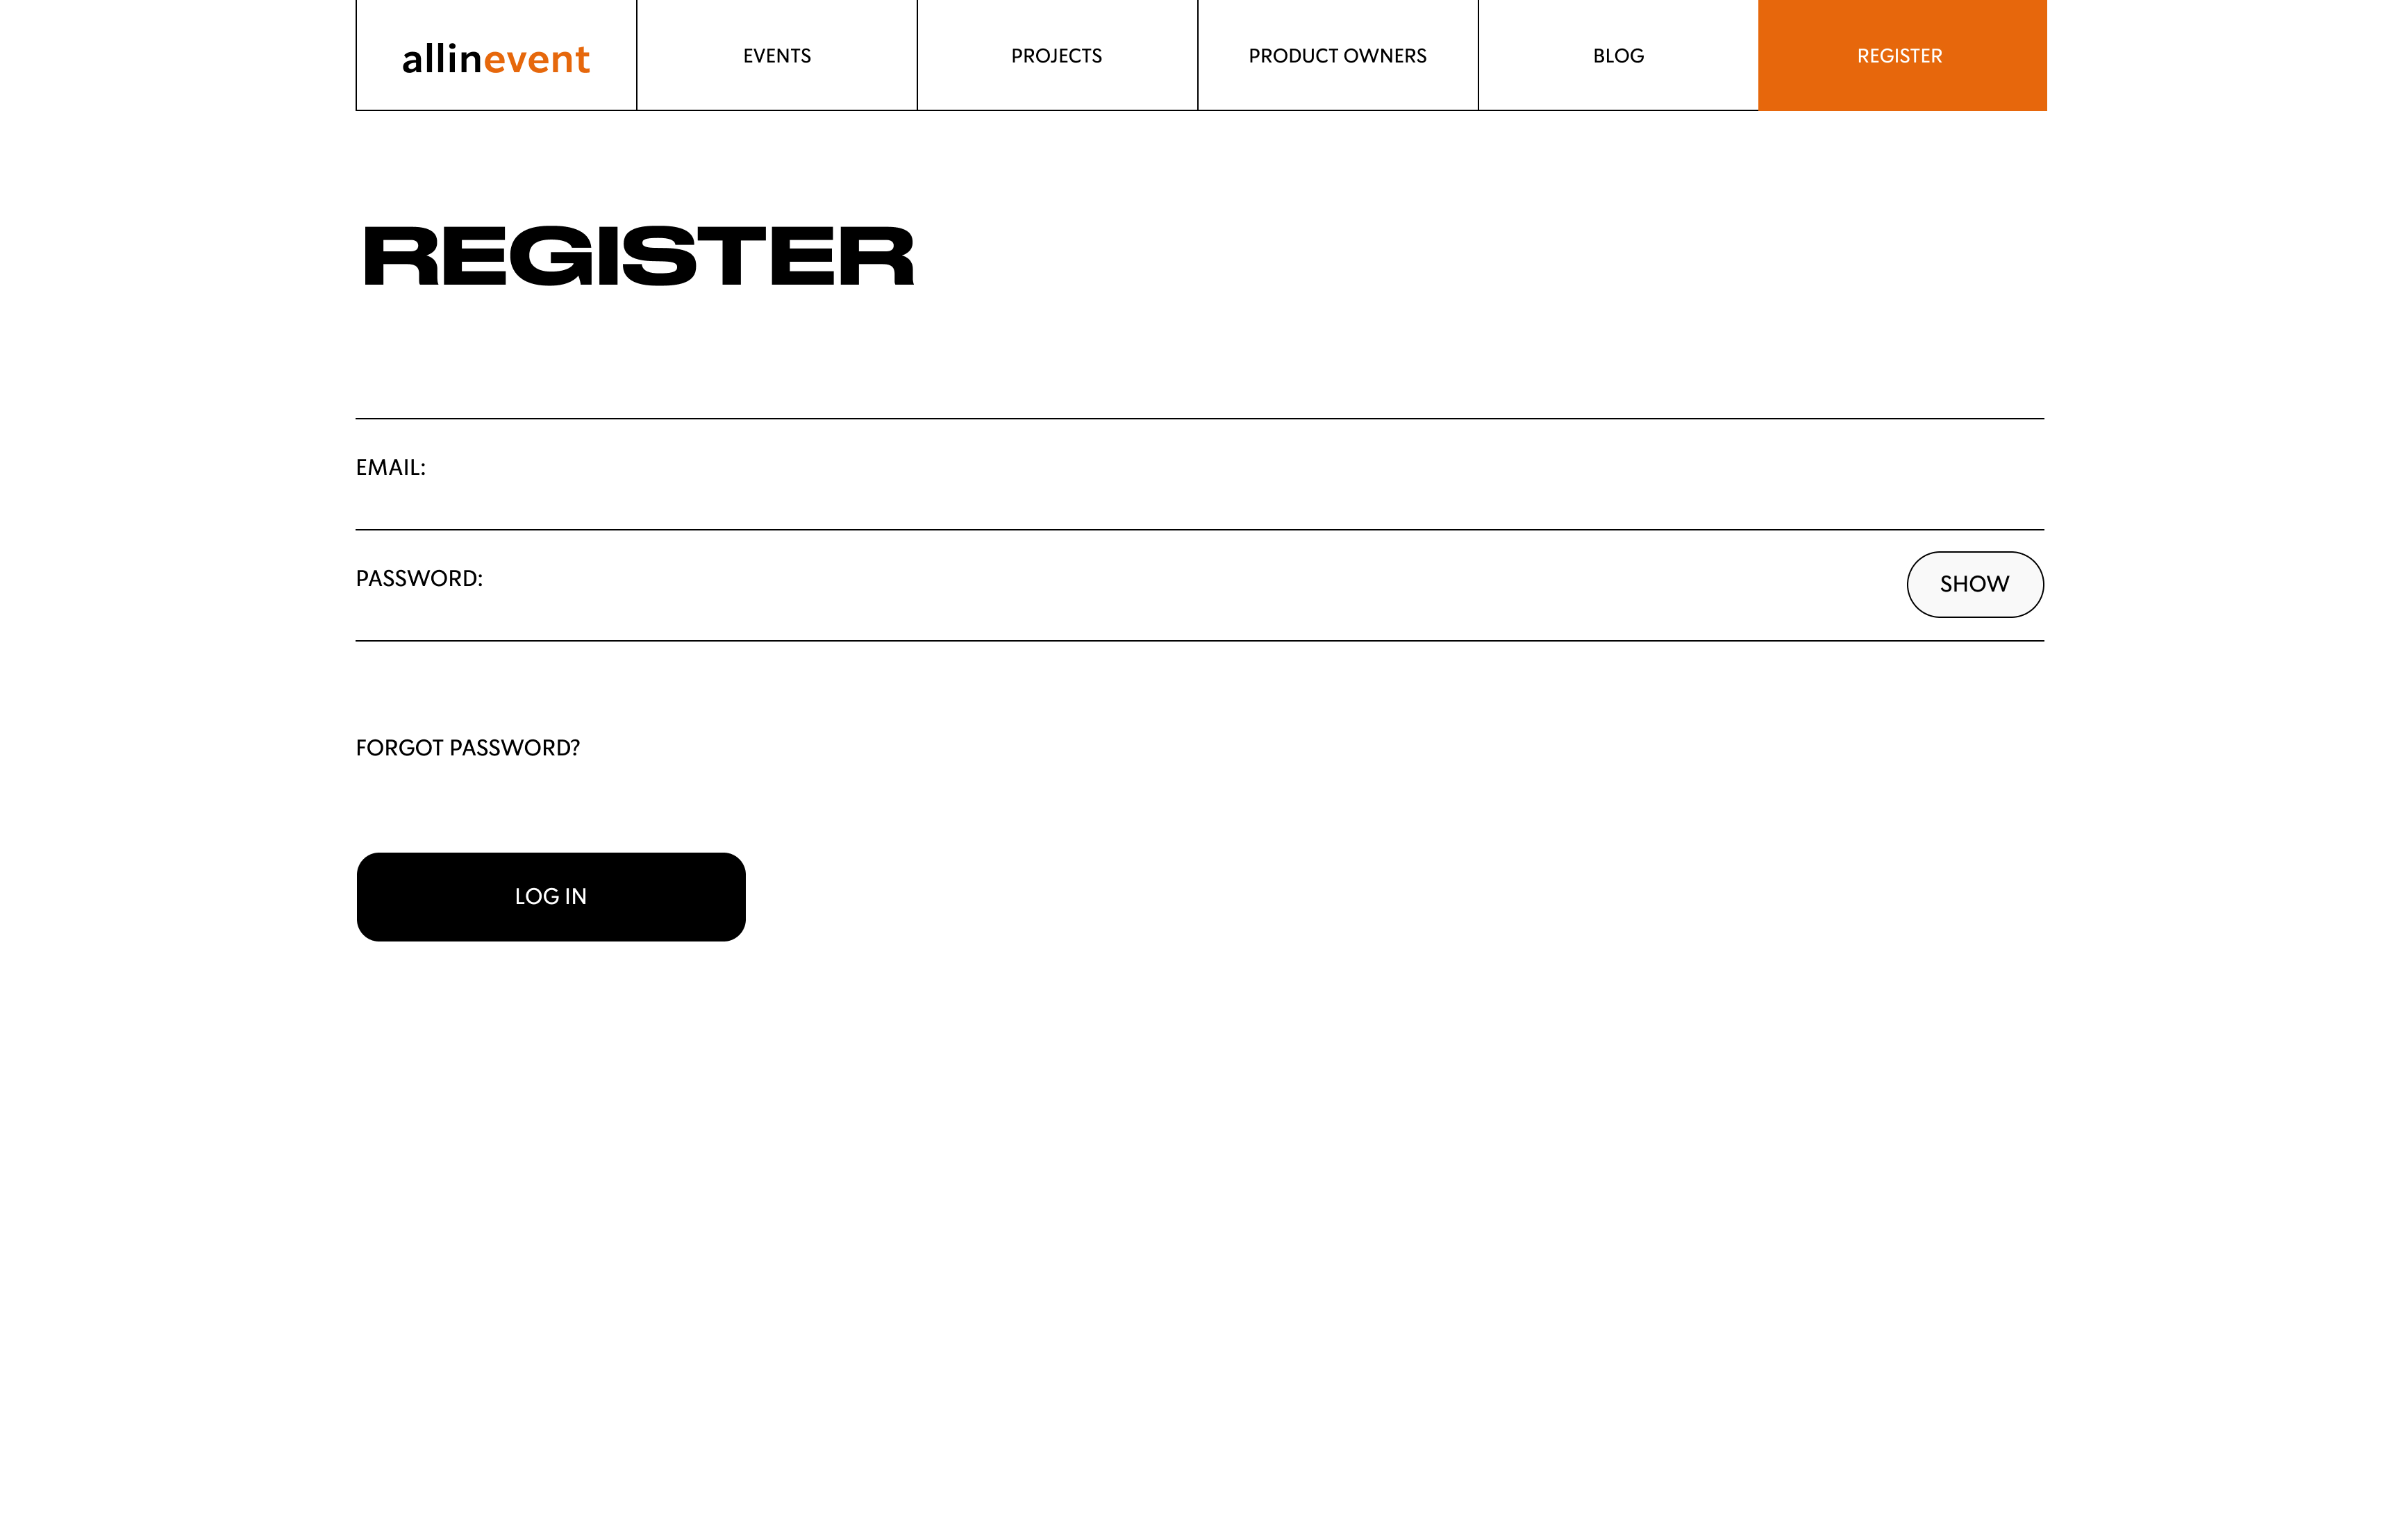 allinevent
EVENTS
PROJECTS
PRODUCT OWNERS
BLOG
REGISTER
REGISTER
EMAIL:
PASSWORD:
SHOW
FORGOT PASSWORD?
LOG IN